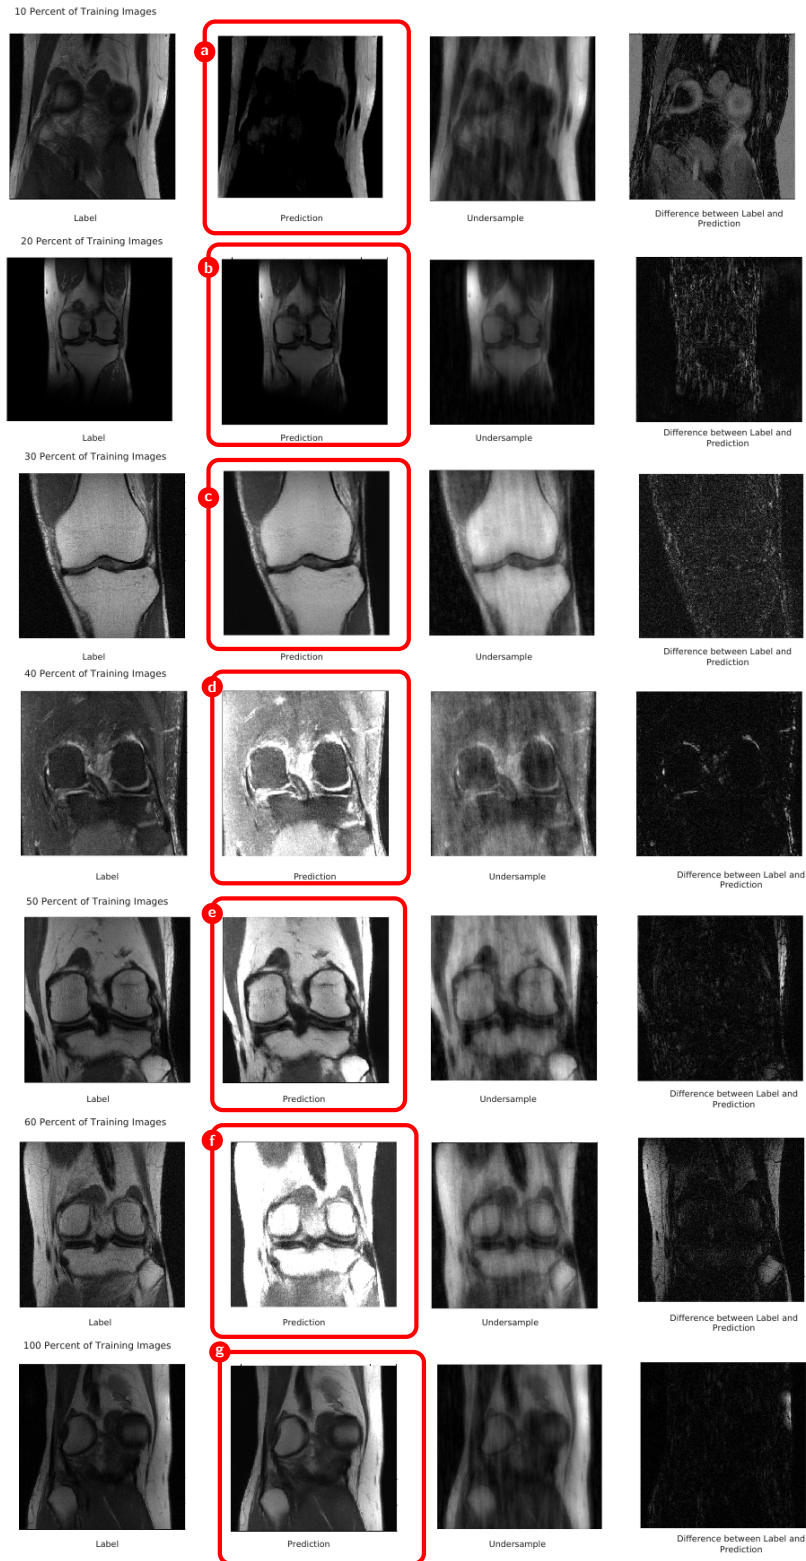 10 Percent of Training Images
a
Label
Prediction
Undersample
Difference between Label and
Prediction
20 Percent of Training Images
b
Label
Prediction
Undersample
Difference between Label and
Prediction
30 Percent of Training Images
c
Label
Prediction
Undersample
Difference between Label and
Prediction
40 Percent of Training Images
d
Label
Prediction
Undersample
Difference between Label and
Prediction
50 Percent of Training Images
e
Label
Prediction
Undersample
Difference between Label and
Prediction
60 Percent of Training Images
f
Label
Prediction
Undersample
Difference between Label and
Prediction
100 Percent of Training Images
g
Label
Prediction
Undersample
Difference between Label and
Prediction